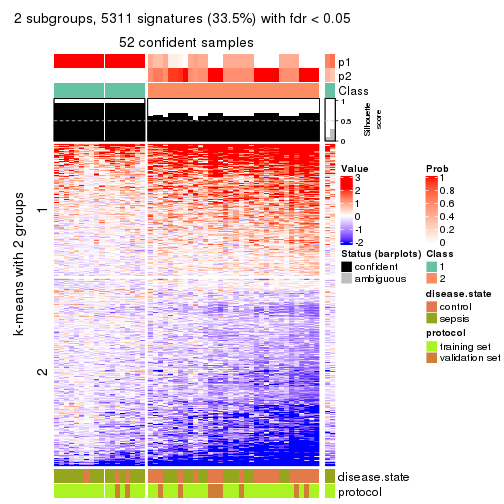 2 subgroups, 5311 signatures (33.5%) with fdr < 0.05
52 confident samples
p1
p2
Class
1
0.5
0
Silhouette
score
k-means with 2 groups
1
2
Value
3
2
1
0
-1
-2
Prob
1
0.8
0.6
0.4
0.2
0
Status (barplots)
confident
ambiguous
Class
1
2
disease.state
control
sepsis
protocol
training set
validation set
disease.state
protocol